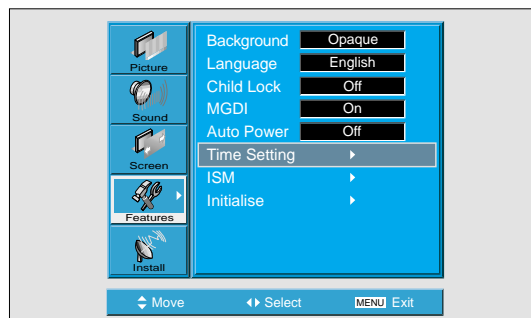 Picture
Sound
Screen
Features
Install
Background Opaque
Language English
Child Lock Off
MGDI On
Auto Power Off
Time Setting
ISM
Initialise
Move Select MENU Exit